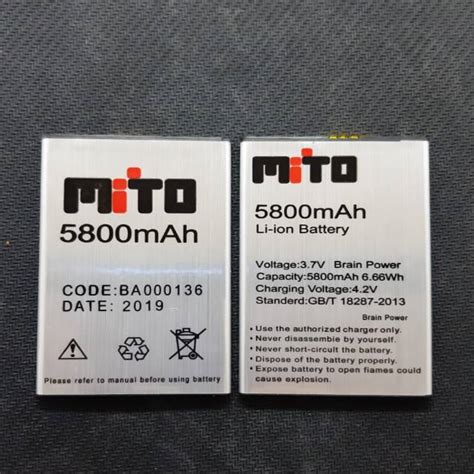 MiTO
5800mAh
CODE:BA000136
DATE: 2019
Please refer to manual before using battery
MiTO
5800mAh
Li-ion Battery
Voltage:3.7V Brain Power
Capacity:5800mAh 6.66Wh
Charging Voltage:4.2V
Standard:GB/T 18287-2013
Brain Power
• Use the authorized charger only.
• Never disassemble by yourself.
• Never short-circuit the battery.
• Dispose of the battery properly.
• Expose battery to open fiames could
cause explosion.